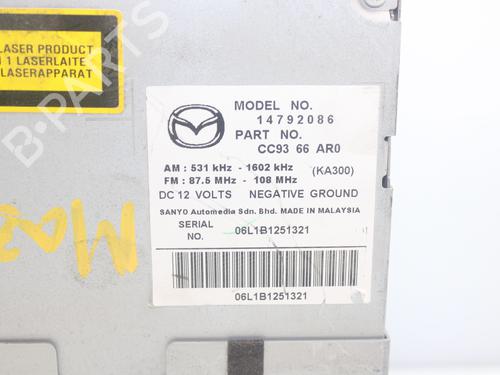 LASER PRODUCT
1 LASERLAITE
LASERAPPARAT
MODEL NO.
14792086
PART NO.
CC93 66 AR0
AM : 531 kHz - 1602 kHz (KA300)
FM : 87.5 MHz - 108 MHz
DC 12 VOLTS NEGATIVE GROUND
SANYO Automedia Sdn. Bhd. MADE IN MALAYSIA
SERIAL NO. 06L1B1251321
06L1B1251321
B-PARTS